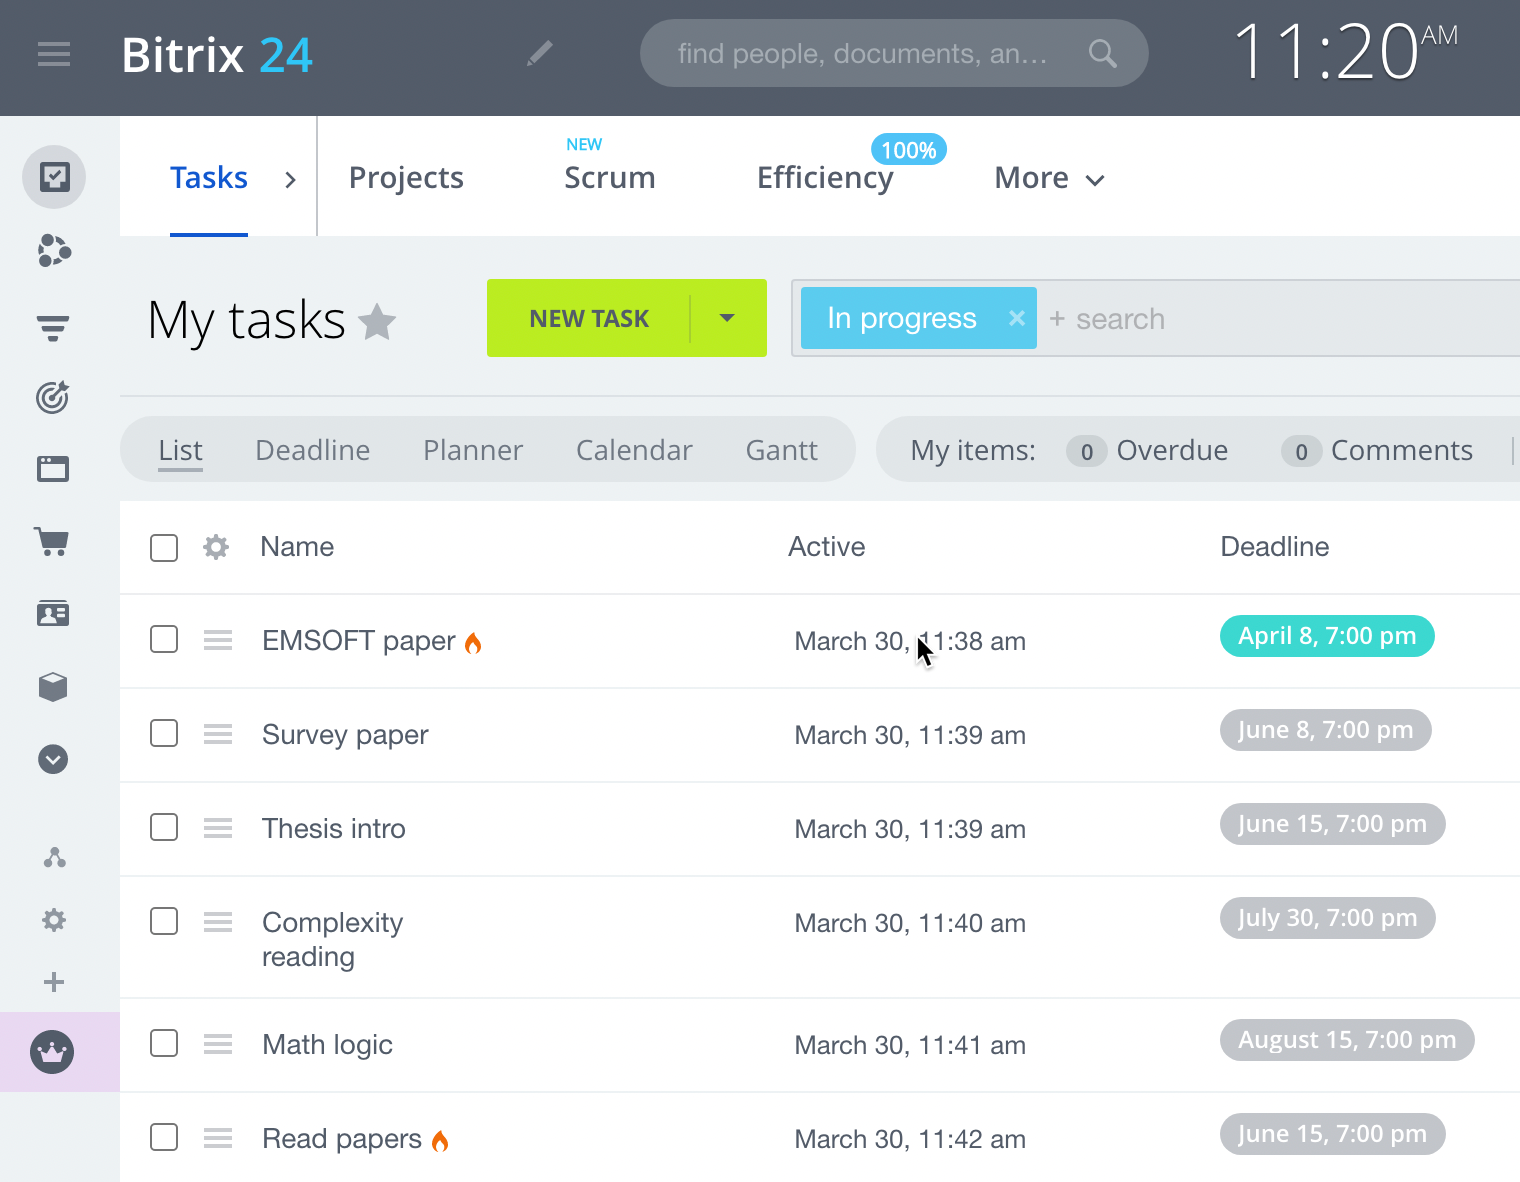 Bitrix 24
find people, documents, an...
11:20 AM
Tasks
Projects
NEW
Scrum
Efficiency
100%
More
My tasks
NEW TASK
In progress ×
+ search
List Deadline Planner Calendar Gantt
My items: 0 Overdue 0 Comments
Name Active Deadline
EMSOFT paper March 30, 11:38 am April 8, 7:00 pm
Survey paper March 30, 11:39 am June 8, 7:00 pm
Thesis intro March 30, 11:39 am June 15, 7:00 pm
Complexity March 30, 11:40 am July 30, 7:00 pm
reading
Math logic March 30, 11:41 am August 15, 7:00 pm
Read papers March 30, 11:42 am June 15, 7:00 pm